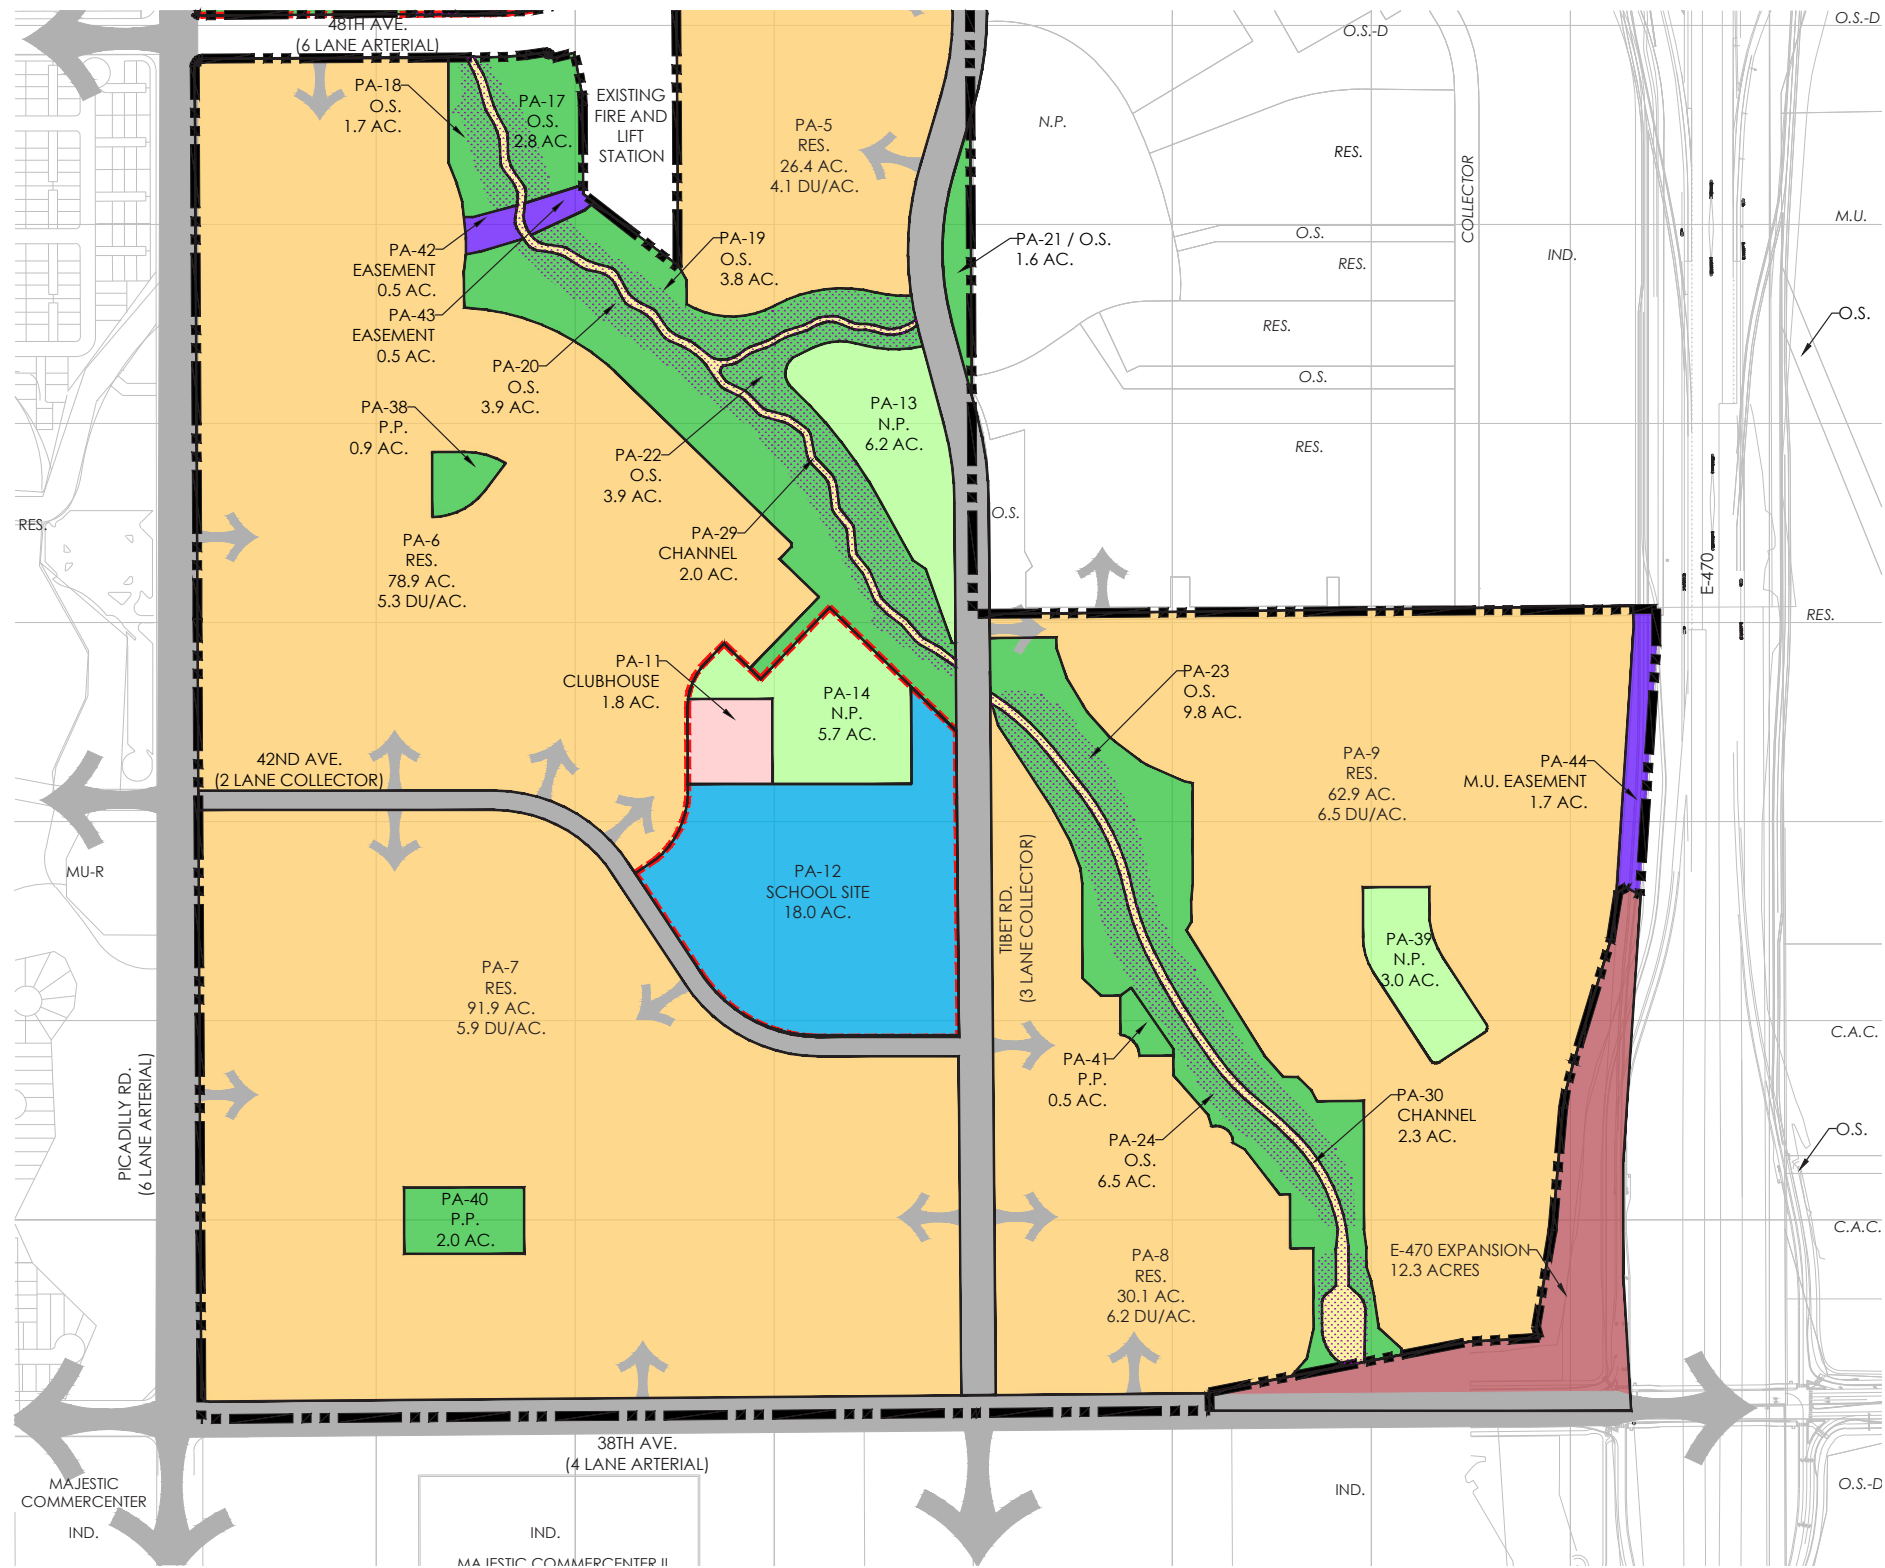 48TH AVE.
(6 LANE ARTERIAL)
O.S.-D
O.S.-D
PA-18
O.S.
1.7 AC.
PA-17
O.S.
2.8 AC.
EXISTING
FIRE AND
LIFT
STATION
PA-5
RES.
26.4 AC.
4.1 DU/AC.
N.P.
RES.
COLLECTOR
M.U.
PA-42
EASEMENT
0.5 AC.
PA-43
EASEMENT
0.5 AC.
PA-19
O.S.
3.8 AC.
PA-21 / O.S.
1.6 AC.
O.S.
RES.
IND.
RES.
O.S.
O.S.
PA-20
O.S.
3.9 AC.
PA-38
P.P.
0.9 AC.
PA-13
N.P.
6.2 AC.
RES.
PA-22
O.S.
3.9 AC.
O.S.
RES.
PA-6
RES.
78.9 AC.
5.3 DU/AC.
PA-29
CHANNEL
2.0 AC.
E-470
RES.
PA-11
CLUBHOUSE
1.8 AC.
PA-14
N.P.
5.7 AC.
PA-23
O.S.
9.8 AC.
42ND AVE.
(2 LANE COLLECTOR)
PA-9
RES.
62.9 AC.
6.5 DU/AC.
PA-44
M.U. EASEMENT
1.7 AC.
MU-R
PA-12
SCHOOL SITE
18.0 AC.
TIBET RD.
(3 LANE COLLECTOR)
PA-39
N.P.
3.0 AC.
PA-7
RES.
91.9 AC.
5.9 DU/AC.
C.A.C.
PICADILLY RD.
(6 LANE ARTERIAL)
PA-41
P.P.
0.5 AC.
PA-30
CHANNEL
2.3 AC.
O.S.
PA-24
O.S.
6.5 AC.
PA-40
P.P.
2.0 AC.
C.A.C.
PA-8
RES.
30.1 AC.
6.2 DU/AC.
E-470 EXPANSION
12.3 ACRES
38TH AVE.
(4 LANE ARTERIAL)
MAJESTIC
COMMERCENTER
IND.
IND.
MAJESTIC COMMERCENTER II
IND.
O.S.-D